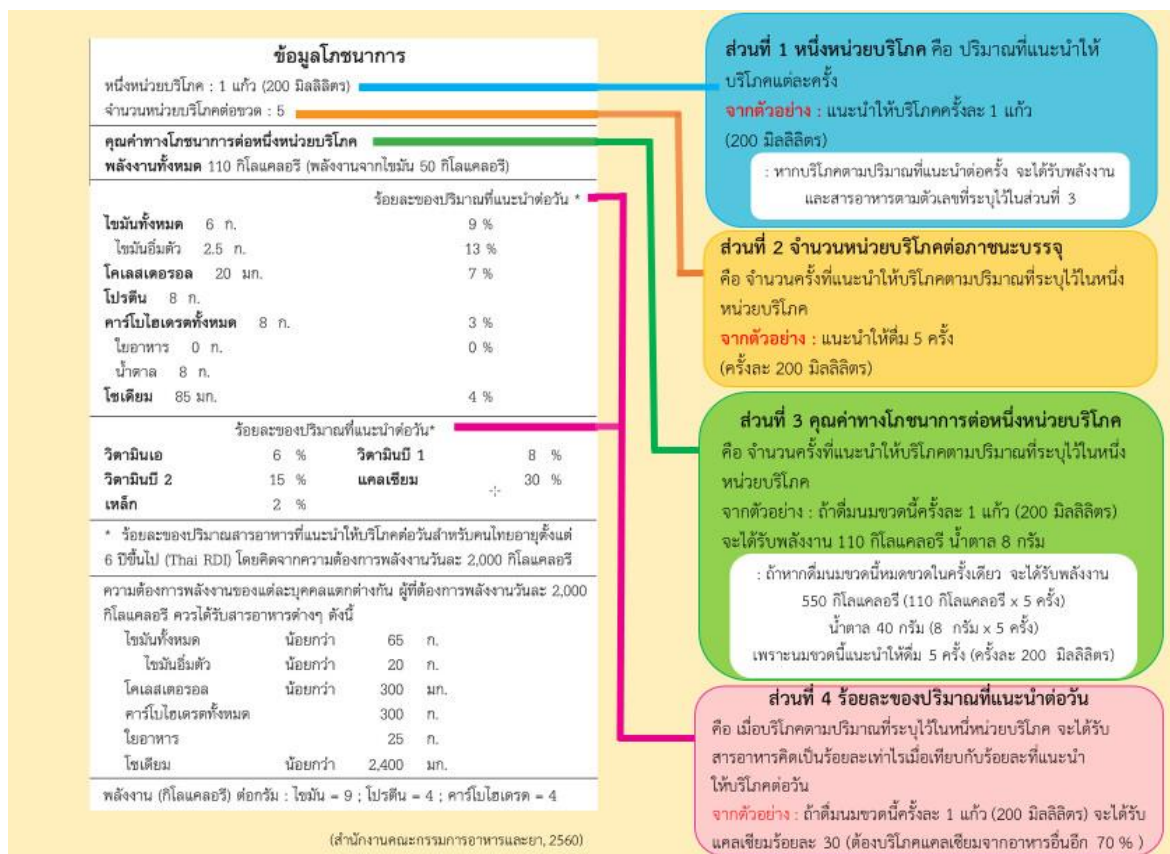 ข้อมูลโภชนาการ
หนึ่งหน่วยบริโภค : 1 แก้ว (200 มิลลิลิตร)
จำนวนหน่วยบริโภคต่อขวด : 5
คุณค่าทางโภชนาการต่อหนึ่งหน่วยบริโภค
พลังงานทั้งหมด 110 กิโลแคลอรี (พลังงานจากไขมัน 50 กิโลแคลอรี)
ร้อยละของปริมาณที่แนะนำต่อวัน *
ไขมันทั้งหมด 6 ก. 9 %
ไขมันอิ่มตัว 2.5 ก. 13 %
โคเลสเตอรอล 20 มก. 7 %
โปรตีน 8 ก.
คาร์โบไฮเดรตทั้งหมด 8 ก. 3 %
ใยอาหาร 0 ก. 0 %
น้ำตาล 8 ก.
โซเดียม 85 มก. 4 %
ร้อยละของปริมาณที่แนะนำต่อวัน*
วิตามินเอ 6 % วิตามินบี 1 8 %
วิตามินบี 2 15 % แคลเซียม 30 %
เหล็ก 2 %
* ร้อยละของปริมาณสารอาหารที่แนะนำให้บริโภคต่อวันสำหรับคนไทยอายุตั้งแต่
6 ปีขึ้นไป (Thai RDI) โดยคิดจากความต้องการพลังงานวันละ 2,000 กิโลแคลอรี
ความต้องการพลังงานของแต่ละบุคคลแตกต่างกัน ผู้ที่ต้องการพลังงานวันละ 2,000
กิโลแคลอรี ควรได้รับสารอาหารต่างๆ ดังนี้
ไขมันทั้งหมด น้อยกว่า 65 ก.
ไขมันอิ่มตัว น้อยกว่า 20 ก.
โคเลสเตอรอล น้อยกว่า 300 มก.
คาร์โบไฮเดรตทั้งหมด 300 ก.
ใยอาหาร 25 ก.
โซเดียม น้อยกว่า 2,400 มก.
พลังงาน (กิโลแคลอรี) ต่อกรัม : ไขมัน = 9 ; โปรตีน = 4 ; คาร์โบไฮเดรต = 4
(สำนักงานคณะกรรมการอาหารและยา, 2560)
ส่วนที่ 1 หนึ่งหน่วยบริโภค คือ ปริมาณที่แนะนำให้
บริโภคแต่ละครั้ง
จากตัวอย่าง : แนะนำให้บริโภคครั้งละ 1 แก้ว
(200 มิลลิลิตร)
: หากบริโภคตามปริมาณที่แนะนำต่อครั้ง จะได้รับพลังงาน
และสารอาหารตามตัวเลขที่ระบุไว้ในส่วนที่ 3
ส่วนที่ 2 จำนวนหน่วยบริโภคต่อภาชนะบรรจุ
คือ จำนวนครั้งที่แนะนำให้บริโภคตามปริมาณที่ระบุไว้ในหนึ่ง
หน่วยบริโภค
จากตัวอย่าง : แนะนำให้ดื่ม 5 ครั้ง
(ครั้งละ 200 มิลลิลิตร)
ส่วนที่ 3 คุณค่าทางโภชนาการต่อหนึ่งหน่วยบริโภค
คือ จำนวนครั้งที่แนะนำให้บริโภคตามปริมาณที่ระบุไว้ในหนึ่ง
หน่วยบริโภค
จากตัวอย่าง : ถ้าดื่มนมขวดนี้ครั้งละ 1 แก้ว (200 มิลลิลิตร)
จะได้รับพลังงาน 110 กิโลแคลอรี น้ำตาล 8 กรัม
: ถ้าหากดื่มนมขวดนี้หมดขวดในครั้งเดียว จะได้รับพลังงาน
550 กิโลแคลอรี (110 กิโลแคลอรี x 5 ครั้ง)
น้ำตาล 40 กรัม (8 กรัม x 5 ครั้ง)
เพราะนมขวดนี้แนะนำให้ดื่ม 5 ครั้ง (ครั้งละ 200 มิลลิลิตร)
ส่วนที่ 4 ร้อยละของปริมาณที่แนะนำต่อวัน
คือ เมื่อบริโภคตามปริมาณที่ระบุไว้ในหนึ่หน่วยบริโภค จะได้รับ
สารอาหารคิดเป็นร้อยละเท่าไรเมื่อเทียบกับร้อยละที่แนะนำ
ให้บริโภคต่อวัน
จากตัวอย่าง : ถ้าดื่มนมขวดนี้ครั้งละ 1 แก้ว (200 มิลลิลิตร) จะได้รับ
แคลเซียมร้อยละ 30 (ต้องบริโภคแคลเซียมจากอาหารอื่นอีก 70 % )